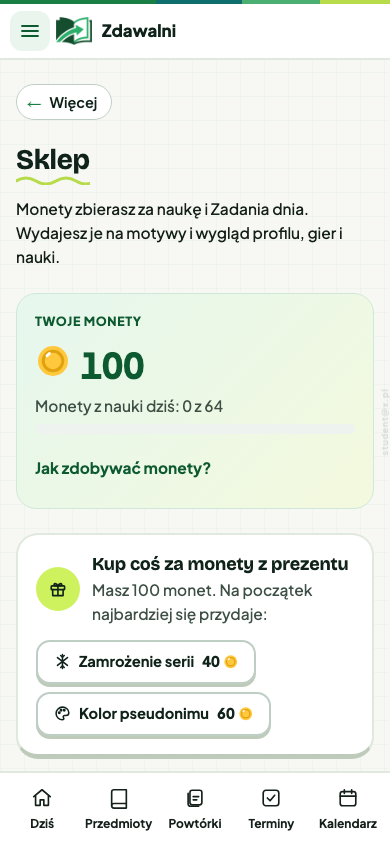 Zdawalni
← Więcej
Sklep
Monety zbierasz za naukę i Zadania dnia.
Wydajesz je na motywy i wygląd profilu, gier i
nauki.
TWOJE MONETY
100
Monety z nauki dziś: 0 z 64
student@z.pl
Jak zdobywać monety?
Kup coś za monety z prezentu
Masz 100 monet. Na początek
najbardziej się przydaje:
Zamrożenie serii 40
Kolor pseudonimu 60
Dziś Przedmioty Powtórki Terminy Kalendarz